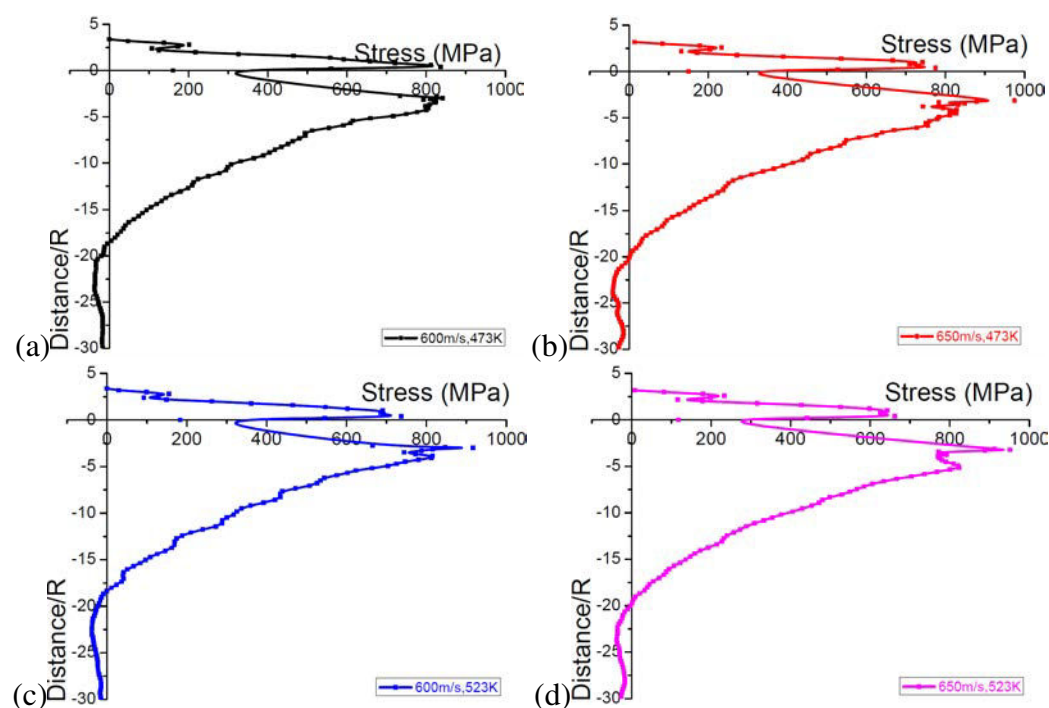 (a)
5
0
-5
-10
-15
-20
-25
-30
0 200 400 600 800 1000
Stress (MPa)
Distance/R
600m/s,473K
(b)
5
0
-5
-10
-15
-20
-25
-30
0 200 400 600 800 1000
Stress (MPa)
Distance/R
650m/s,473K
(c)
5
0
-5
-10
-15
-20
-25
-30
0 200 400 600 800 1000
Stress (MPa)
Distance/R
600m/s,523K
(d)
5
0
-5
-10
-15
-20
-25
-30
0 200 400 600 800 1000
Stress (MPa)
Distance/R
650m/s,523K